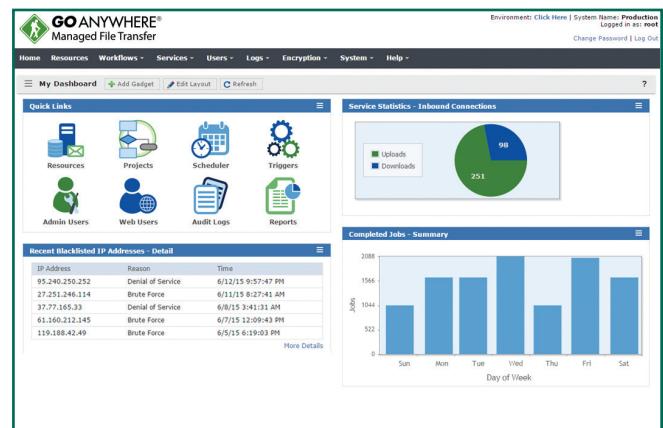 GO ANYWHERE®
Managed File Transfer
Environment: Click Here | System Name: Production
Logged in as: root
Change Password | Log Out
Home Resources Workflows Services Users Logs Encryption System Help
My Dashboard Add Gadget Edit Layout Refresh ?
Quick Links
Resources Projects Scheduler Triggers
Admin Users Web Users Audit Logs Reports
Recent Blacklisted IP Addresses - Detail
IP Address Reason Time
95.240.250.252 Denial of Service 6/12/15 9:57:47 PM
27.251.246.114 Brute Force 6/11/15 8:27:41 AM
37.77.165.33 Denial of Service 6/8/15 3:41:31 AM
61.160.212.145 Brute Force 6/7/15 12:09:43 PM
119.188.42.49 Brute Force 6/5/15 6:19:03 PM
More Details
Service Statistics - Inbound Connections
Uploads
Downloads
98
251
Completed Jobs - Summary
2088
1566
1044
522
0
Jobs
Sun Mon Tue Wed Thu Fri Sat
Day of Week